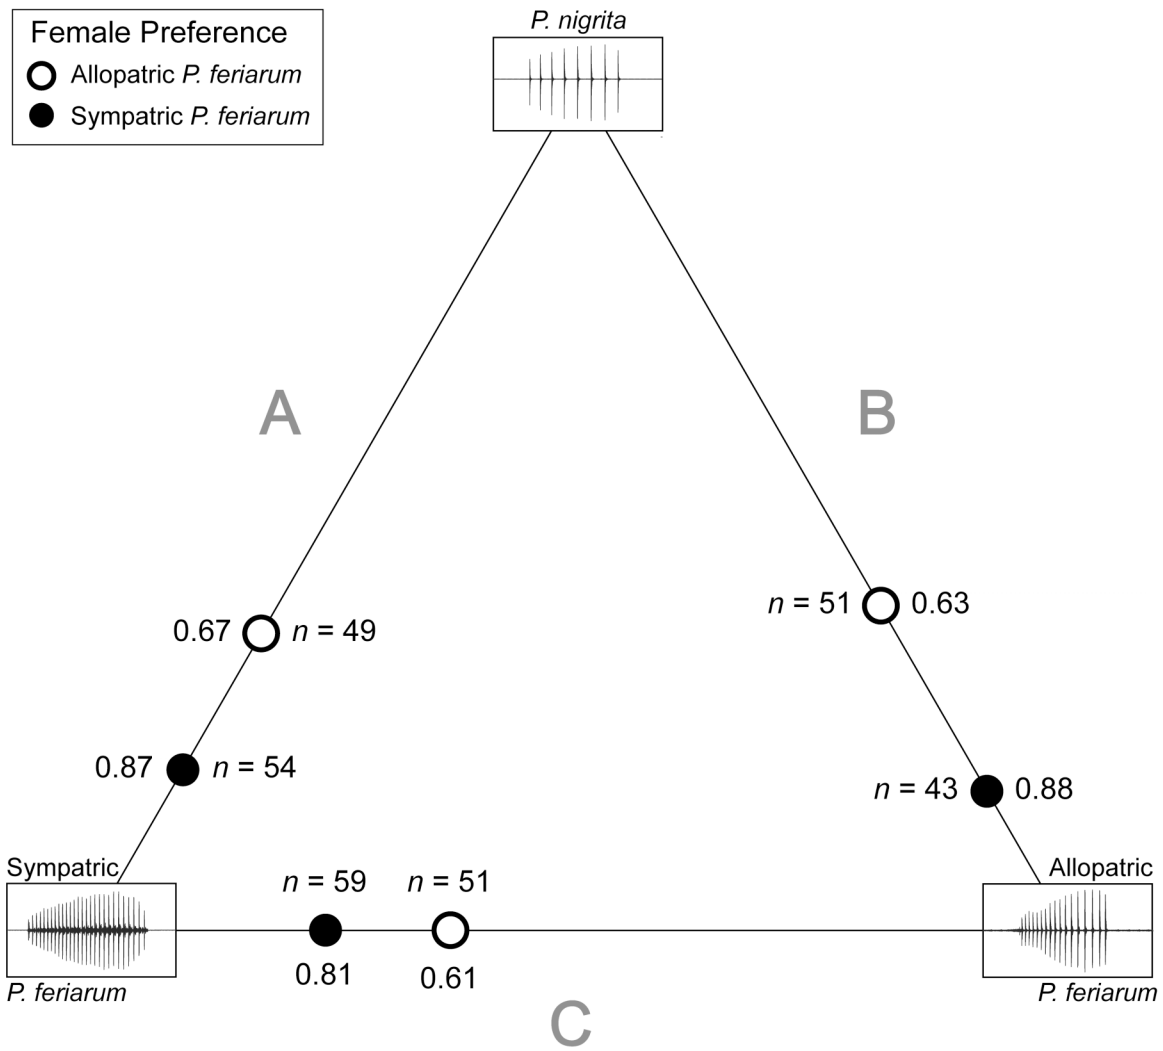 Female Preference
Allopatric P. feriarum
Sympatric P. feriarum
P. nigrita
A
B
n = 51 0.63
0.67 n = 49
0.87 n = 54
n = 43 0.88
Sympatric
Allopatric
n = 59 n = 51
0.81 0.61
P. feriarum
P. feriarum
C